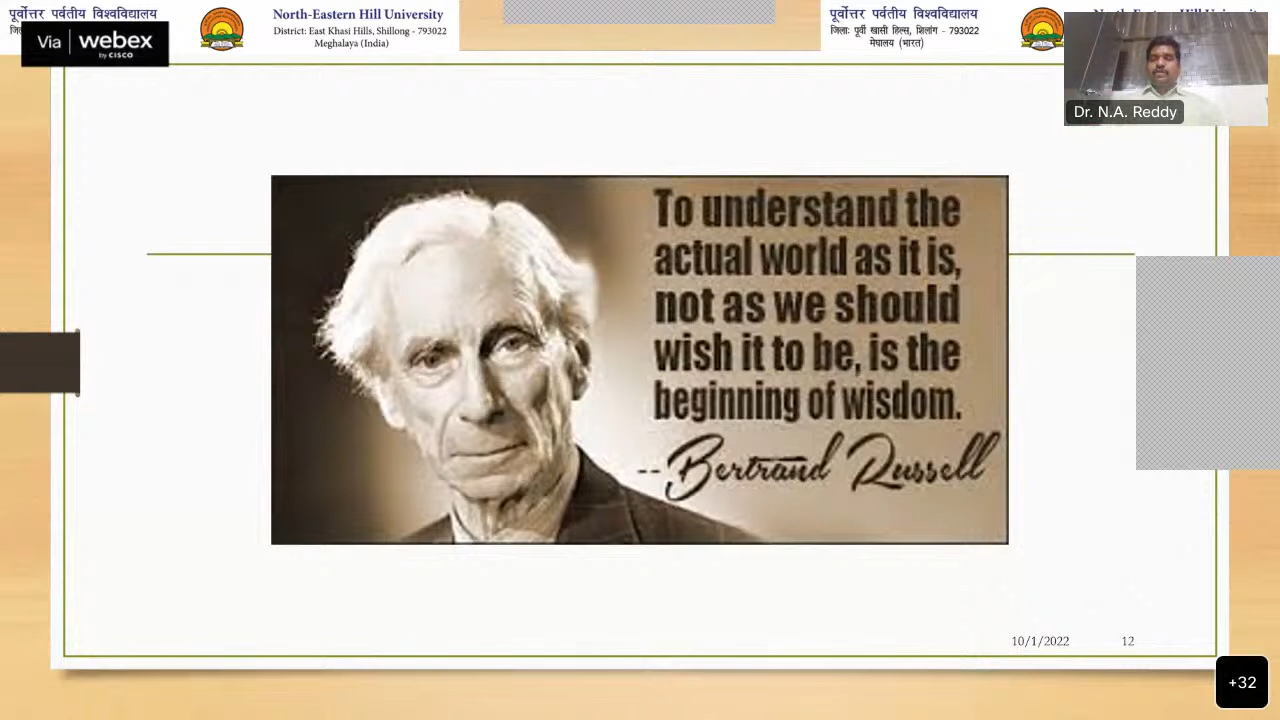 पूर्वोत्तर पर्वतीय विश्वविद्यालय
North-Eastern Hill University
District: East Khasi Hills, Shillong - 793022
Meghalaya (India)
पूर्वोत्तर पर्वतीय विश्वविद्यालय
जिला: पूर्वी खासी हिल्स, शिलांग - 793022
मेघालय (भारत)
Via webex
by CISCO
Dr. N.A. Reddy
To understand the
actual world as it is,
not as we should
wish it to be, is the
beginning of wisdom.
--Bertrand Russell
10/1/2022 12
+32